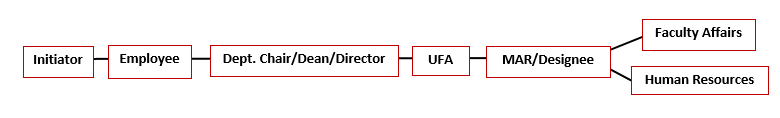 Initiator
Employee
Dept. Chair/Dean/Director
UFA
MAR/Designee
Faculty Affairs
Human Resources